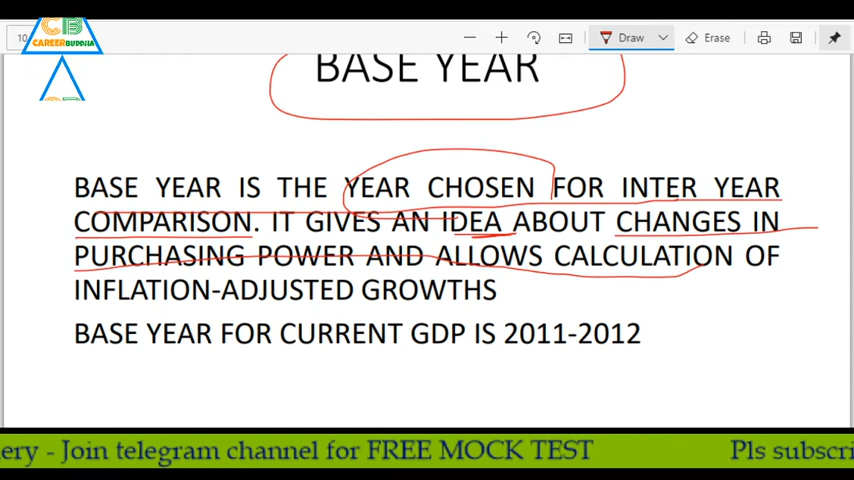 CB
CAREERBUDDHA
10
Draw
Erase
BASE YEAR
BASE YEAR IS THE YEAR CHOSEN FOR INTER YEAR
COMPARISON. IT GIVES AN IDEA ABOUT CHANGES IN
PURCHASING POWER AND ALLOWS CALCULATION OF
INFLATION-ADJUSTED GROWTHS
BASE YEAR FOR CURRENT GDP IS 2011-2012
ery - Join telegram channel for FREE MOCK TEST Pls subscri